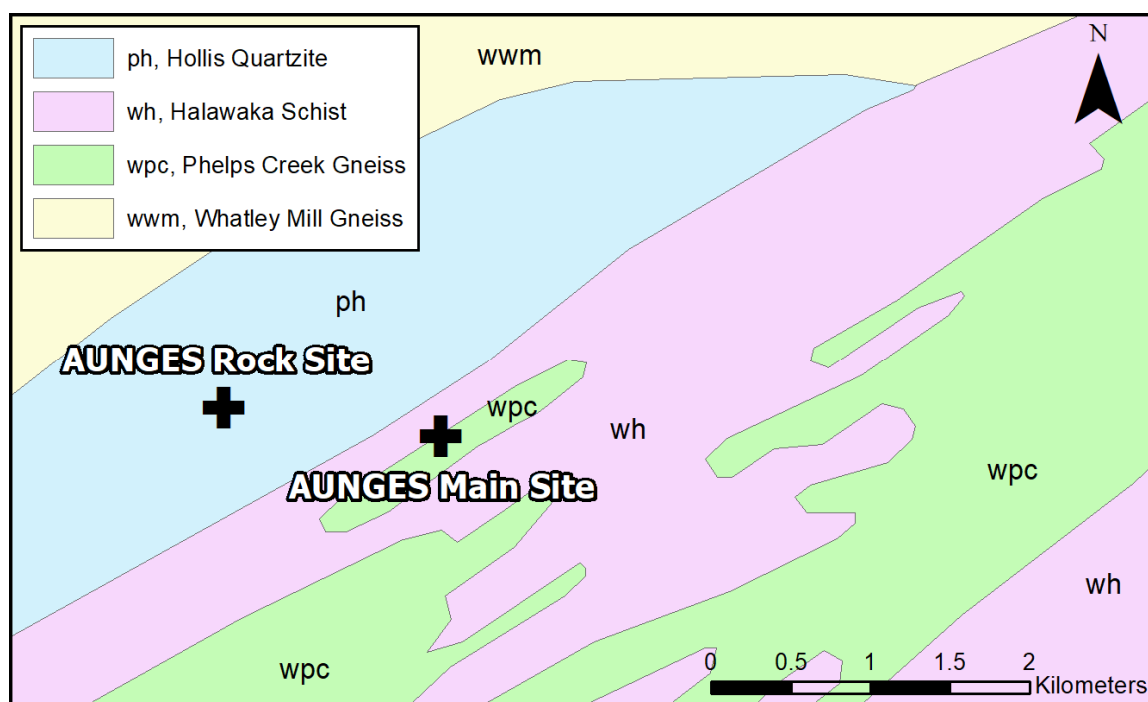 ph, Hollis Quartzite
wh, Halawaka Schist
wpc, Phelps Creek Gneiss
wwm, Whatley Mill Gneiss
wwm
N
ph
AUNGES Rock Site
wpc
wh
AUNGES Main Site
wpc
wh
wpc
0 0.5 1 1.5 2
Kilometers